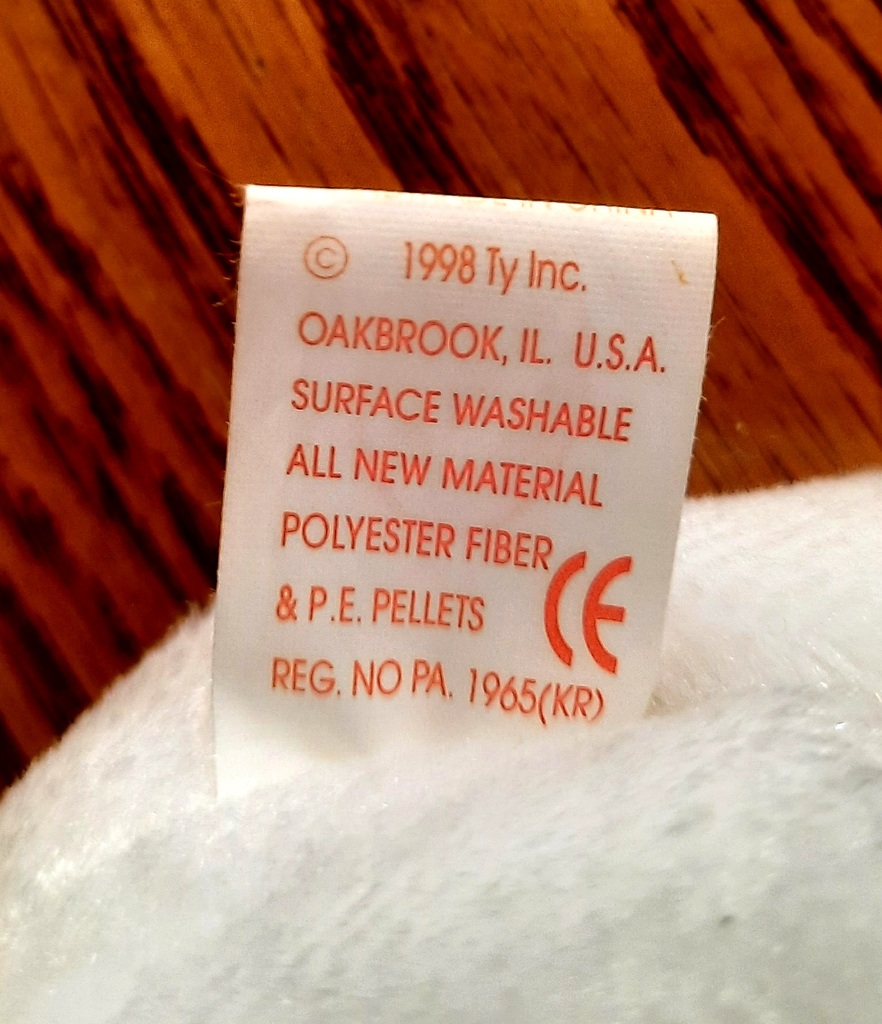 © 1998 Ty Inc.
OAKBROOK, IL. U.S.A.
SURFACE WASHABLE
ALL NEW MATERIAL
POLYESTER FIBER
& P.E. PELLETS
CE
REG. NO PA. 1965(KR)